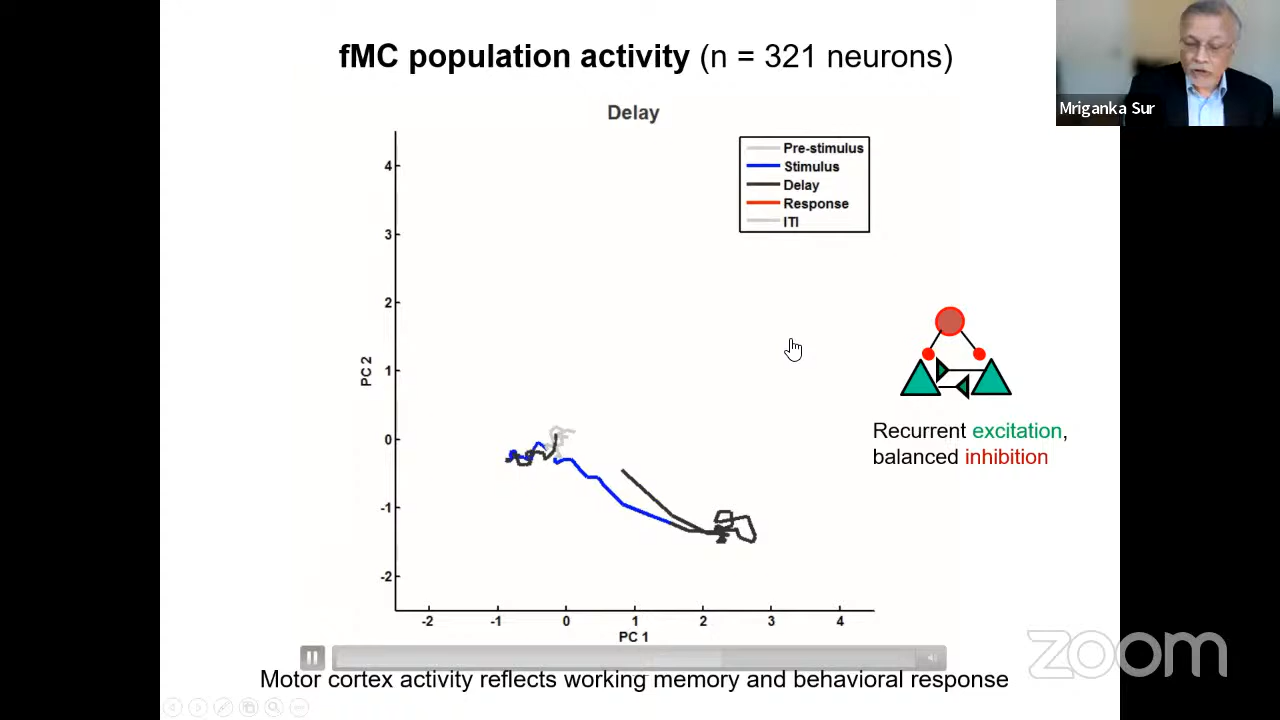 fMC population activity (n = 321 neurons)
Mriganka Sur
Delay
Pre-stimulus
Stimulus
Delay
Response
ITI
4
3
2
1
0
-1
-2
PC 2
-2
-1
0
1
2
3
4
PC 1
Recurrent excitation,
balanced inhibition
zoom
Motor cortex activity reflects working memory and behavioral response